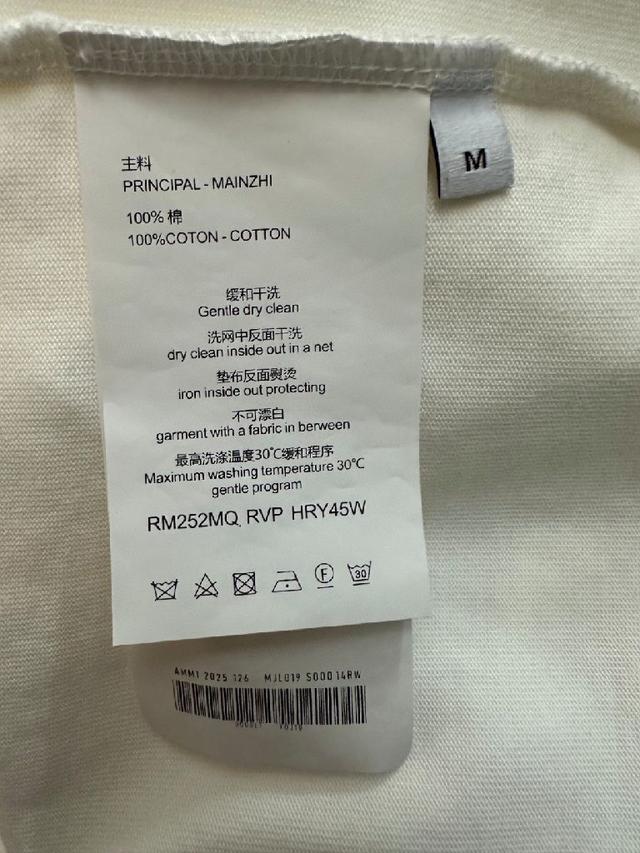 主料
PRINCIPAL - MAINZHI
100% 棉
100%COTON - COTTON
缓和干洗
Gentle dry clean
洗网中反面干洗
dry clean inside out in a net
垫布反面熨烫
iron inside out protecting
不可漂白
garment with a fabric in berween
最高洗涤温度30℃缓和程序
Maximum washing temperature 30℃
gentle program
RM252MQ, RVP HRY45W
F
30
M
AMM1 2025 126 MJL019 S00014RW